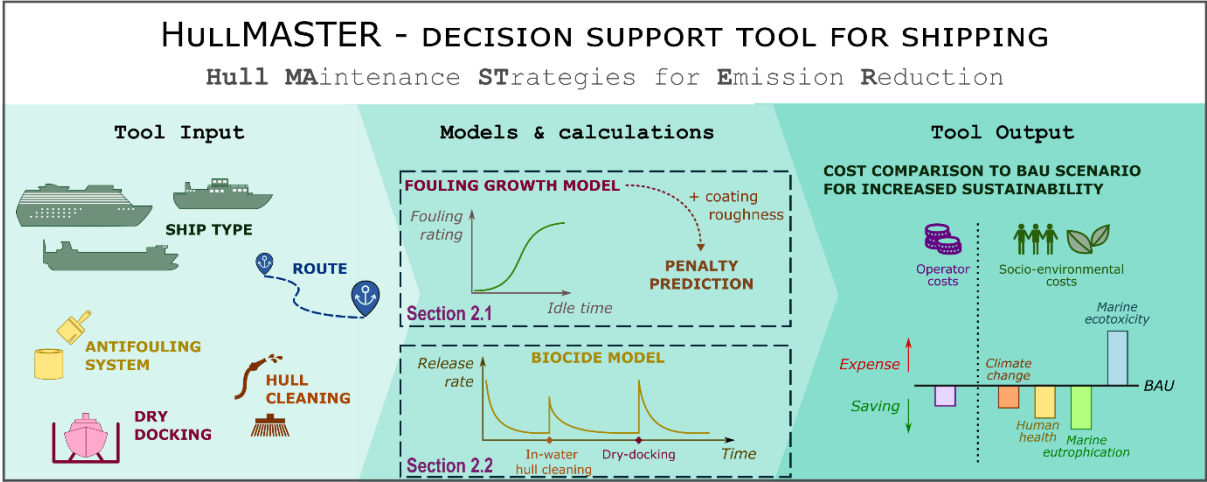 HullMASTER - DECISION SUPPORT TOOL FOR SHIPPING
Hull MAintenance STrategies for Emission Reduction
Tool Input
SHIP TYPE
ROUTE
ANTIFOULING
SYSTEM
HULL
CLEANING
DRY
DOCKING
Models & calculations
FOULING GROWTH MODEL
+ coating
roughness
Fouling
rating
PENALTY
PREDICTION
Idle time
Section 2.1
BIOCIDE MODEL
Release
rate
Time
In-water
hull cleaning
Dry-docking
Section 2.2
Tool Output
COST COMPARISON TO BAU SCENARIO
FOR INCREASED SUSTAINABILITY
Operator
costs
Socio-environmental
costs
Marine
ecotoxicity
Expense
Climate
change
BAU
Saving
Human
health
Marine
eutrophication